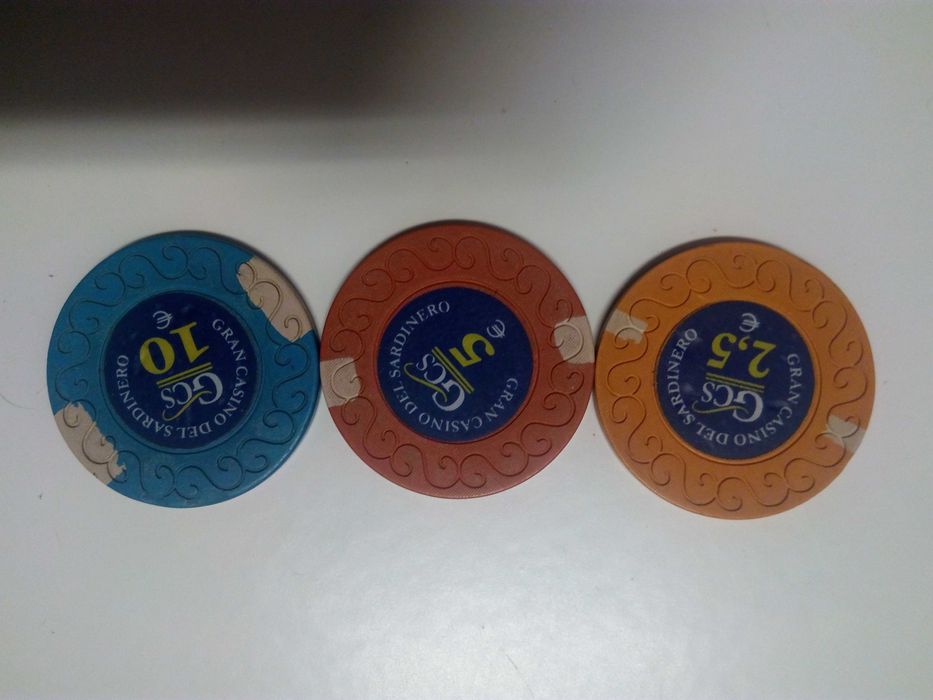 GCS
10
€
GRAN CASINO DEL SARDINERO
GCS
5
€
GRAN CASINO DEL SARDINERO
GCS
2,5
€
GRAN CASINO DEL SARDINERO